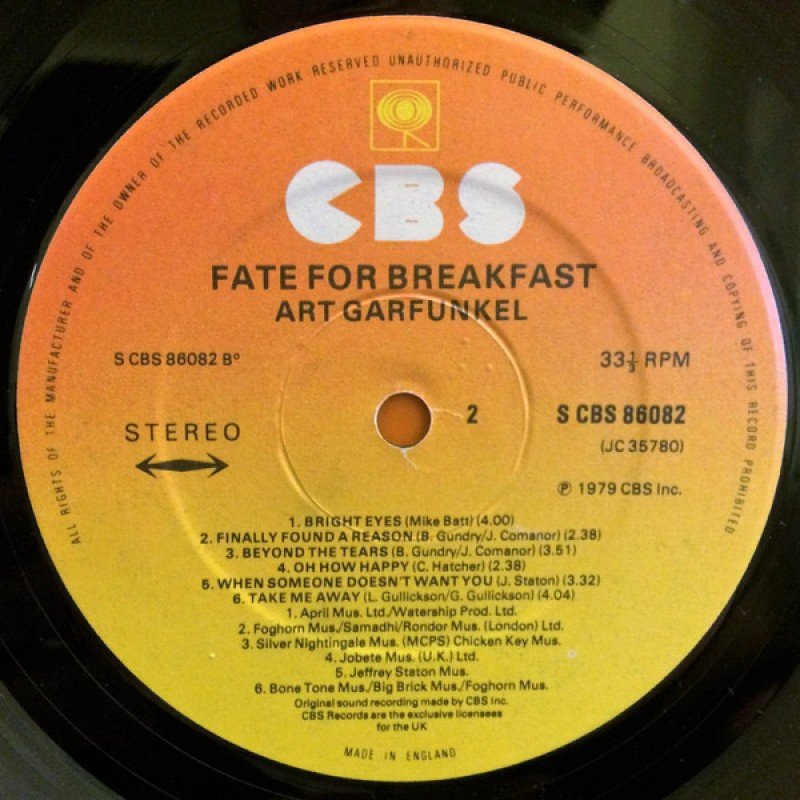 ALL RIGHTS OF THE MANUFACTURER AND OF THE OWNER OF THE RECORDED WORK RESERVED UNAUTHORIZED PUBLIC PERFORMANCE BROADCASTING AND COPYING OF THIS RECORD PROHIBITED
CBS
FATE FOR BREAKFAST
ART GARFUNKEL
S CBS 86082 B°
33⅓ RPM
STEREO
2
S CBS 86082
(JC 35780)
℗ 1979 CBS Inc.
1. BRIGHT EYES (Mike Batt) (4.00)
2. FINALLY FOUND A REASON (B. Gundry/J. Comanor) (2.38)
3. BEYOND THE TEARS (B. Gundry/J. Comanor) (3.51)
4. OH HOW HAPPY (C. Hatcher) (2.38)
5. WHEN SOMEONE DOESN'T WANT YOU (J. Staton) (3.32)
6. TAKE ME AWAY (L. Gullickson/G. Gullickson) (4.04)
1. April Mus. Ltd./Watership Prod. Ltd.
2. Foghorn Mus./Samadhi/Rondor Mus. (London) Ltd.
3. Silver Nightingale Mus. (MCPS) Chicken Key Mus.
4. Jobete Mus. (U.K.) Ltd.
5. Jeffrey Staton Mus.
6. Bone Tone Mus./Big Brick Mus./Foghorn Mus.
Original sound recording made by CBS Inc.
CBS Records are the exclusive licensees
for the UK
MADE IN ENGLAND